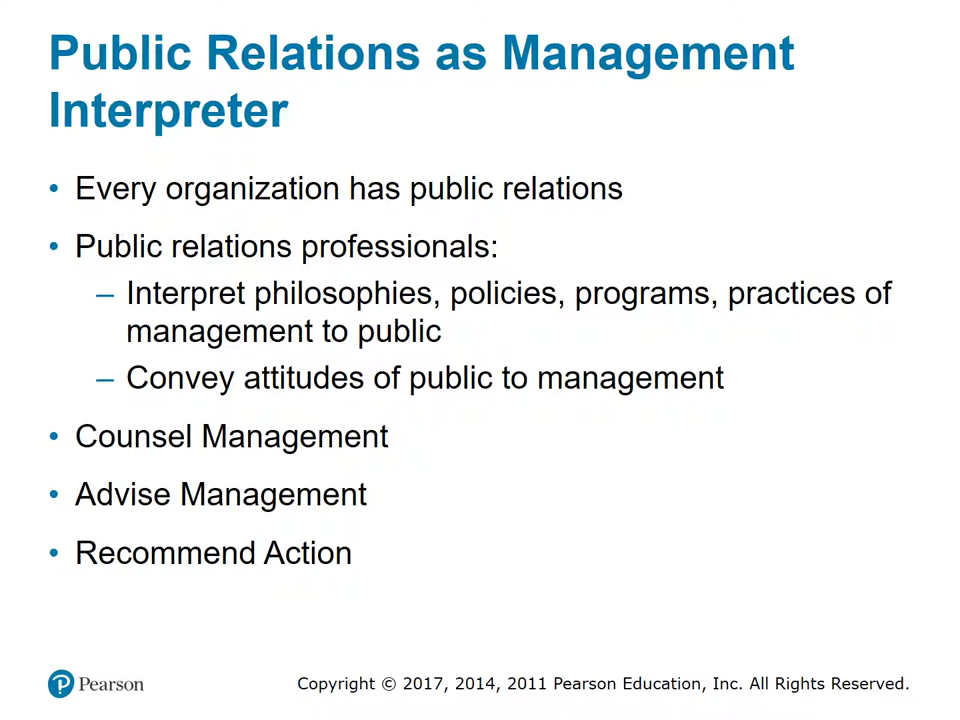 Public Relations as Management
Interpreter
• Every organization has public relations
• Public relations professionals:
– Interpret philosophies, policies, programs, practices of
management to public
– Convey attitudes of public to management
• Counsel Management
• Advise Management
• Recommend Action
Pearson
Copyright © 2017, 2014, 2011 Pearson Education, Inc. All Rights Reserved.